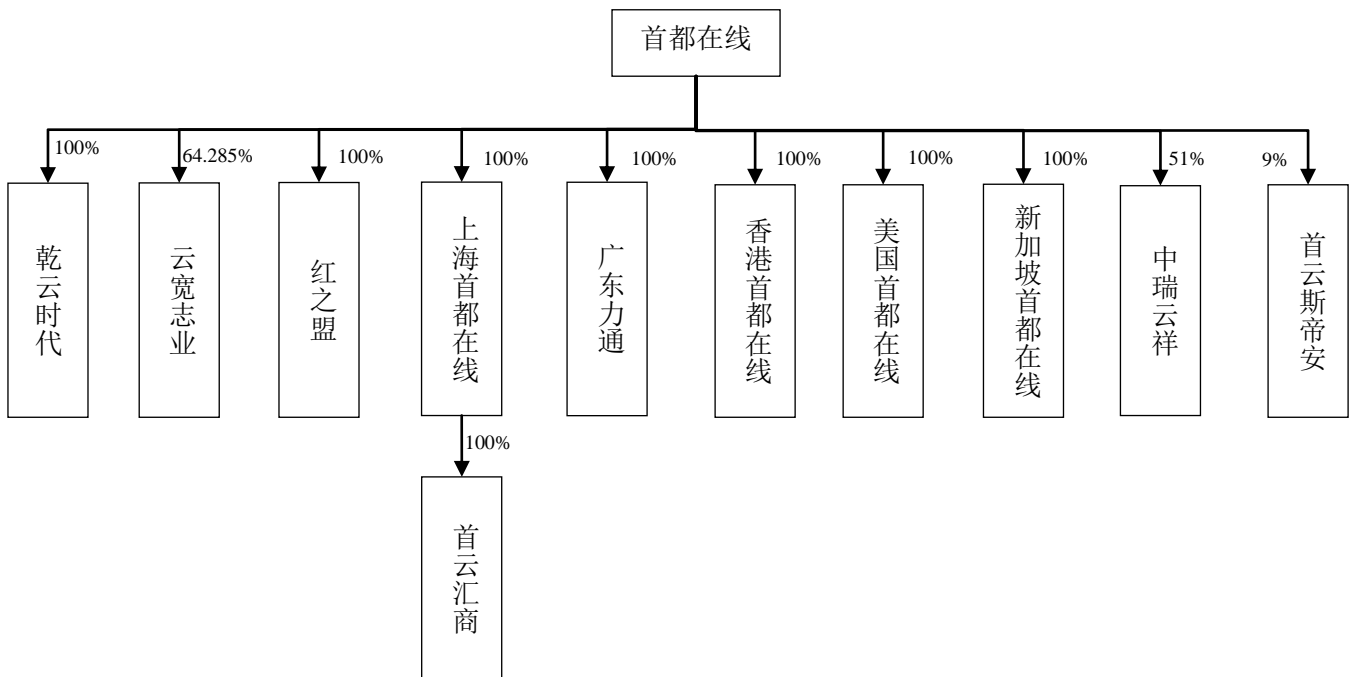 首都在线
100%
64.285%
100%
100%
100%
100%
100%
100%
51%
9%
乾云时代
云宽志业
红之盟
上海首都在线
广东力通
香港首都在线
美国首都在线
新加坡首都在线
中瑞云祥
首云斯帝安
100%
首云汇商